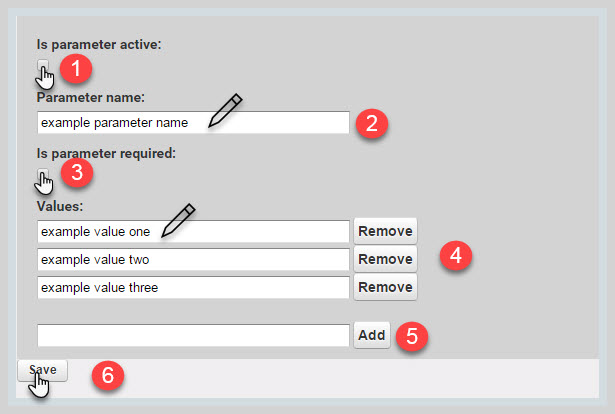 Is parameter active:
1
Parameter name:
example parameter name
2
Is parameter required:
3
Values:
example value one Remove
example value two Remove
4
example value three Remove
Add
5
Save
6